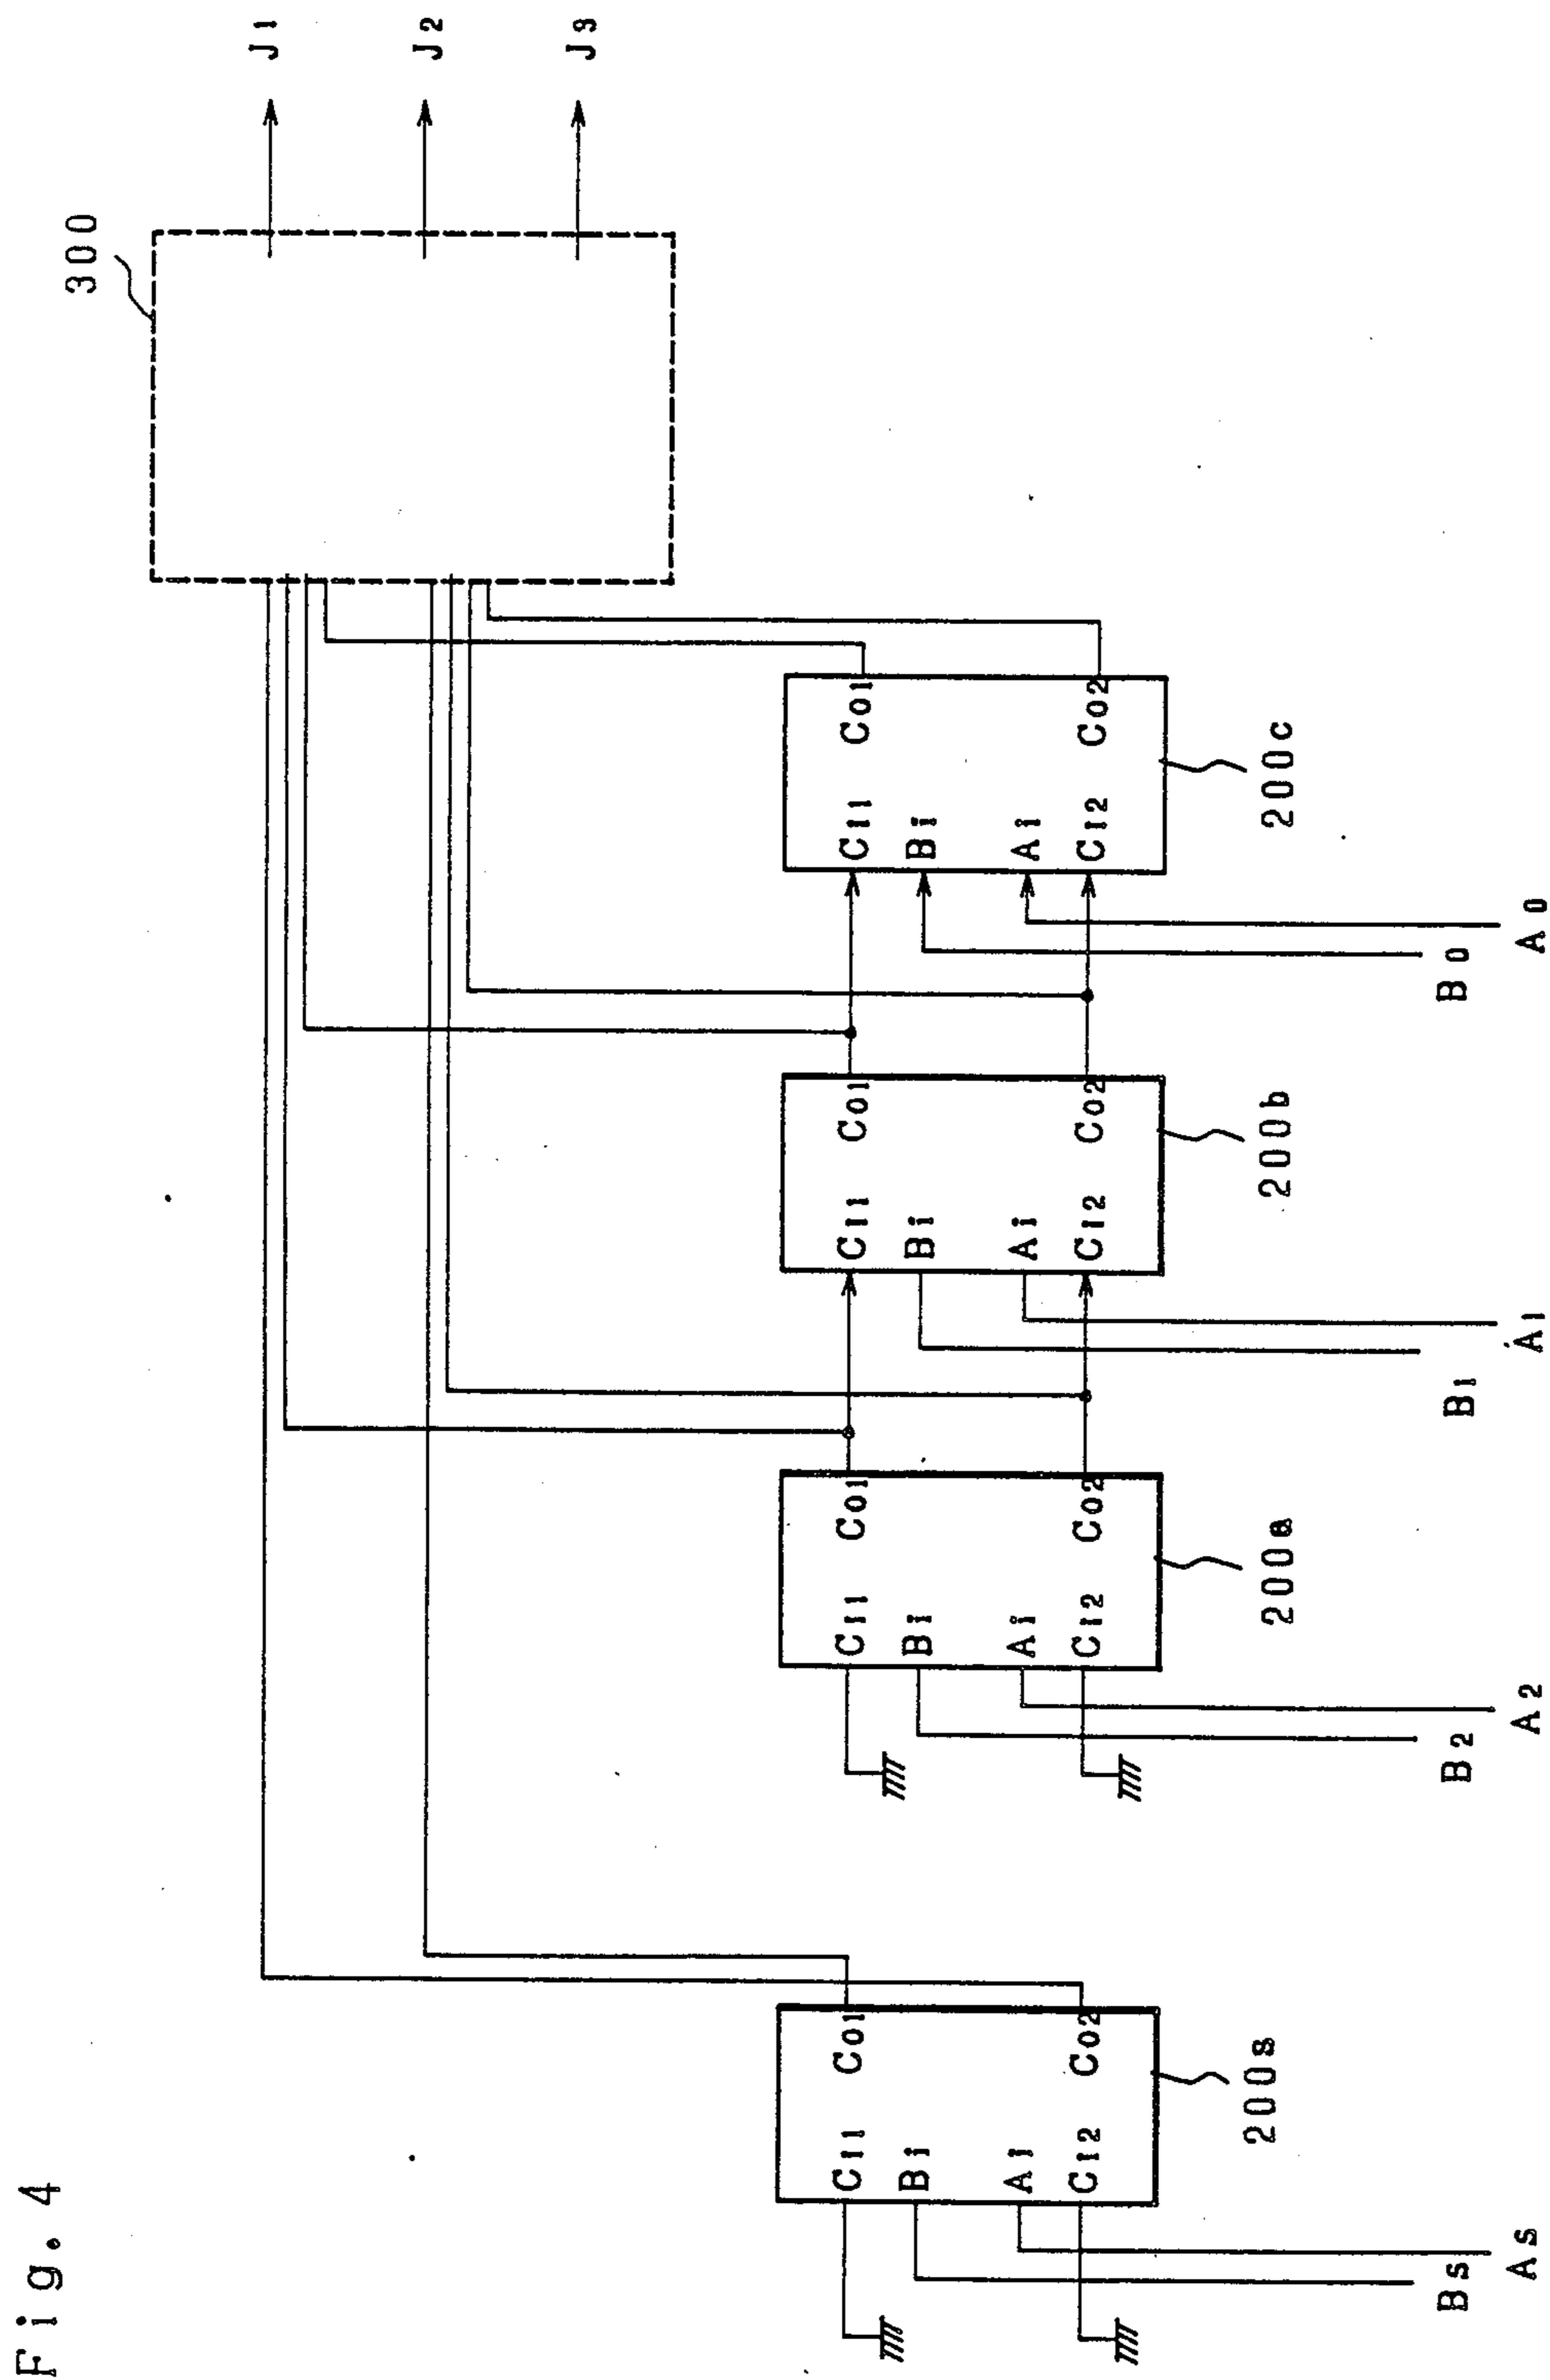 Fig. 4
300
J1
J2
J3
CI1
Bi
Ai
CI2
CO1
CO2
200s
Bs
As
CI1
Bi
Ai
CI2
CO1
CO2
200a
B2
A2
CI1
Bi
Ai
CI2
CO1
CO2
200b
B1
A1
CI1
Bi
Ai
CI2
CO1
CO2
200c
B0
A0